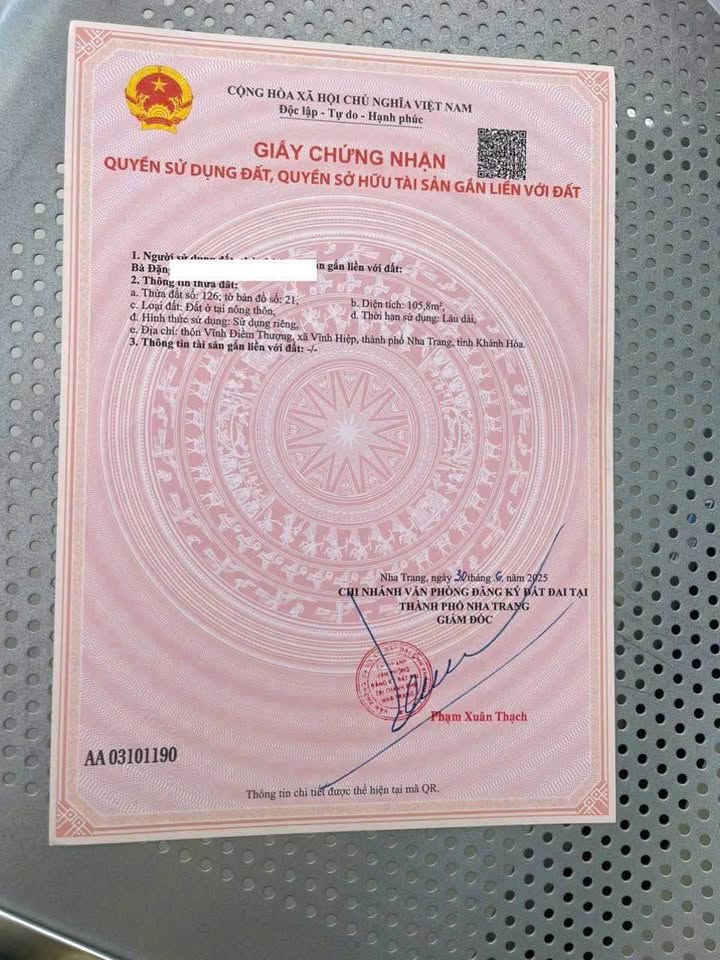 CỘNG HÒA XÃ HỘI CHỦ NGHĨA VIỆT NAM
Độc lập - Tự do - Hạnh phúc
GIẤY CHỨNG NHẬN
QUYỀN SỬ DỤNG ĐẤT, QUYỀN SỞ HỮU TÀI SẢN GẮN LIỀN VỚI ĐẤT
1. Người sử dụng đất, gắn liền với đất:
Bà Đặn
2. Thông tin thửa đất:
a. Thửa đất số: 126; tờ bản đồ số: 21, b. Diện tích: 105,8m²,
c. Loại đất: Đất ở tại nông thôn, d. Thời hạn sử dụng: Lâu dài,
đ. Hình thức sử dụng: Sử dụng riêng,
e. Địa chỉ: thôn Vĩnh Điềm Thượng, xã Vĩnh Hiệp, thành phố Nha Trang, tỉnh Khánh Hòa.
3. Thông tin tài sản gắn liền với đất: -/-
Nha Trang, ngày 30 tháng 6, năm 2025
CHI NHÁNH VĂN PHÒNG ĐĂNG KÝ ĐẤT ĐAI TẠI
THÀNH PHỐ NHA TRANG
GIÁM ĐỐC
Phạm Xuân Thạch
AA 03101190
Thông tin chi tiết được thể hiện tại mã QR.